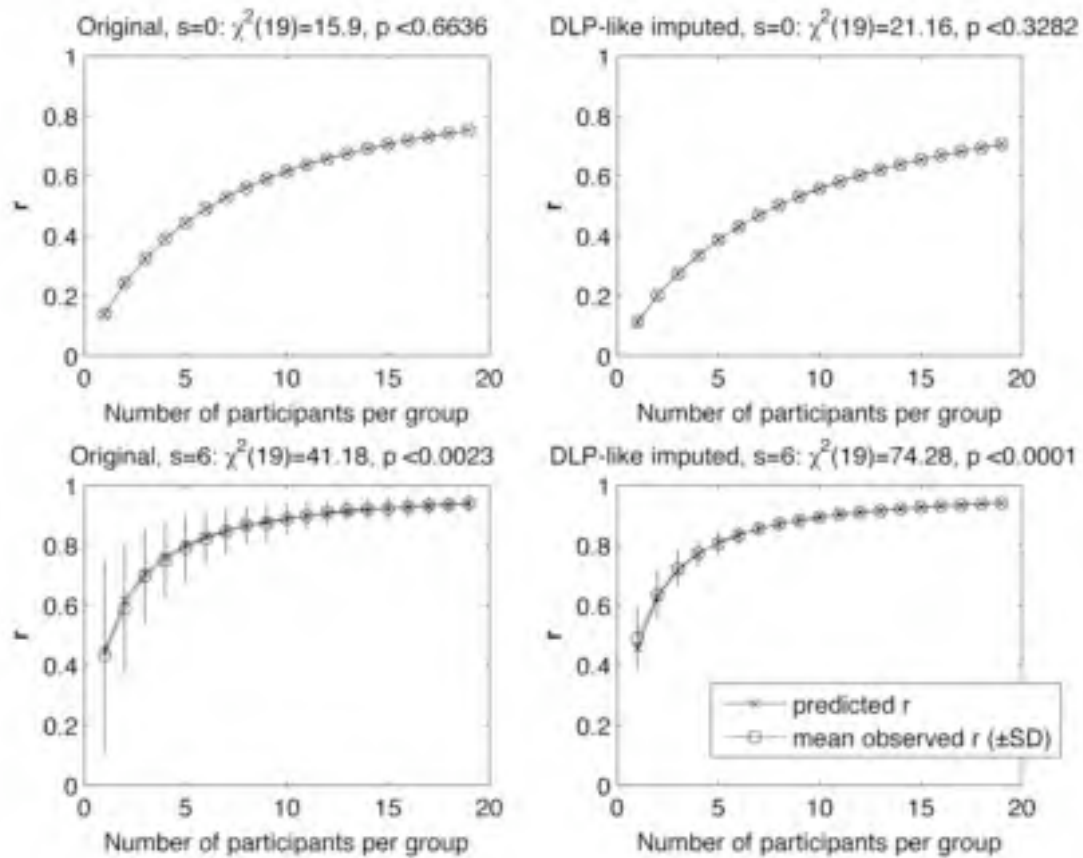 Original, s=0: χ²(19)=15.9, p <0.6636
1
0.8
0.6
0.4
0.2
0
r
0 5 10 15 20
Number of participants per group
DLP-like imputed, s=0: χ²(19)=21.16, p <0.3282
1
0.8
0.6
0.4
0.2
0
r
0 5 10 15 20
Number of participants per group
Original, s=6: χ²(19)=41.18, p <0.0023
1
0.8
0.6
0.4
0.2
0
r
0 5 10 15 20
Number of participants per group
DLP-like imputed, s=6: χ²(19)=74.28, p <0.0001
1
0.8
0.6
0.4
0.2
0
r
predicted r
mean observed r (±SD)
0 5 10 15 20
Number of participants per group